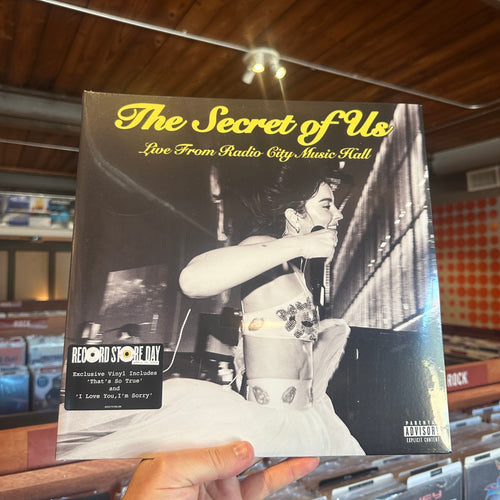 The Secret of Us
Live From Radio City Music Hall
RECORD STORE DAY
Exclusive Vinyl Includes
'That's So True'
and
'I Love You,I'm Sorry'
PARENTAL
ADVISORY
EXPLICIT CONTENT
ROCK